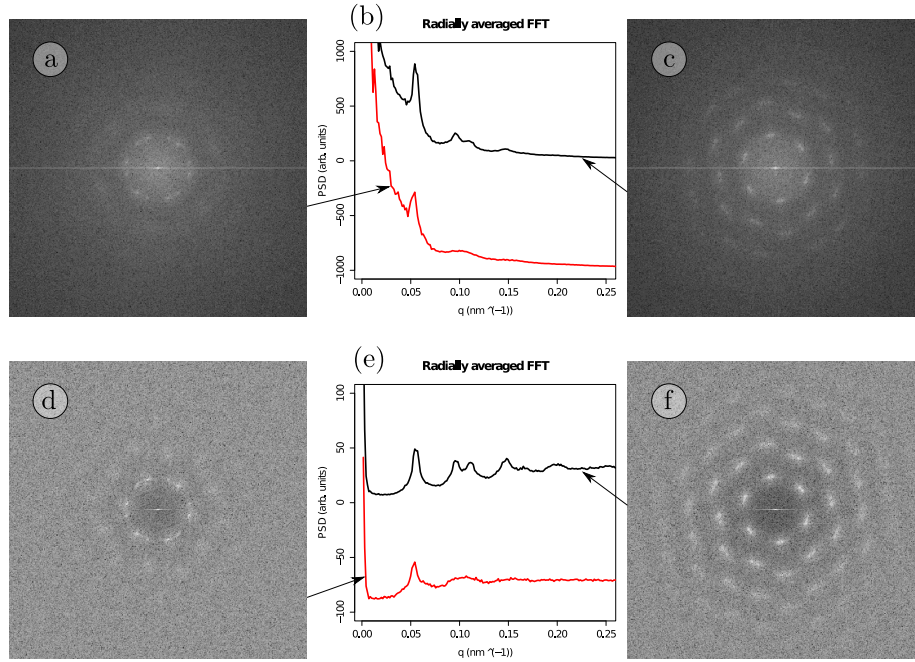 a
(b)
Radially averaged FFT
PSD (arb. units)
1000
500
0
-500
-1000
0.00 0.05 0.10 0.15 0.20 0.25
q (nm ^(-1))
c
d
(e)
Radially averaged FFT
PSD (arb. units)
100
50
0
-50
-100
0.00 0.05 0.10 0.15 0.20 0.25
q (nm ^(-1))
f